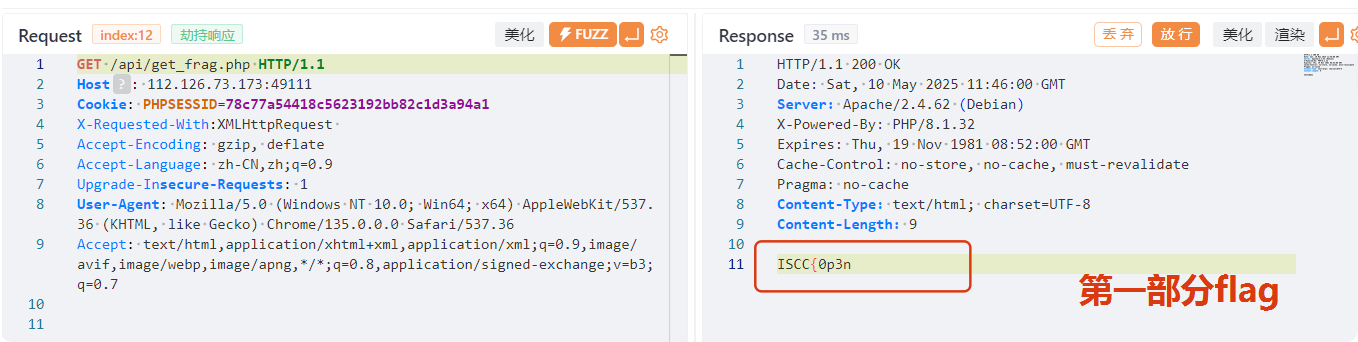 Request index:12 劫持响应 美化 FUZZ
1 GET /api/get_frag.php HTTP/1.1
2 Host ? : 112.126.73.173:49111
3 Cookie: PHPSESSID=78c77a54418c5623192bb82c1d3a94a1
4 X-Requested-With:XMLHttpRequest
5 Accept-Encoding: gzip, deflate
6 Accept-Language: zh-CN,zh;q=0.9
7 Upgrade-Insecure-Requests: 1
8 User-Agent: Mozilla/5.0 (Windows NT 10.0; Win64; x64) AppleWebKit/537.
36 (KHTML, like Gecko) Chrome/135.0.0.0 Safari/537.36
9 Accept: text/html,application/xhtml+xml,application/xml;q=0.9,image/
avif,image/webp,image/apng,*/*;q=0.8,application/signed-exchange;v=b3;
q=0.7
10
11
Response 35 ms 丢弃 放行 美化 渲染
1 HTTP/1.1 200 OK
2 Date: Sat, 10 May 2025 11:46:00 GMT
3 Server: Apache/2.4.62 (Debian)
4 X-Powered-By: PHP/8.1.32
5 Expires: Thu, 19 Nov 1981 08:52:00 GMT
6 Cache-Control: no-store, no-cache, must-revalidate
7 Pragma: no-cache
8 Content-Type: text/html; charset=UTF-8
9 Content-Length: 9
10
11 ISCC{0p3n
第一部分flag